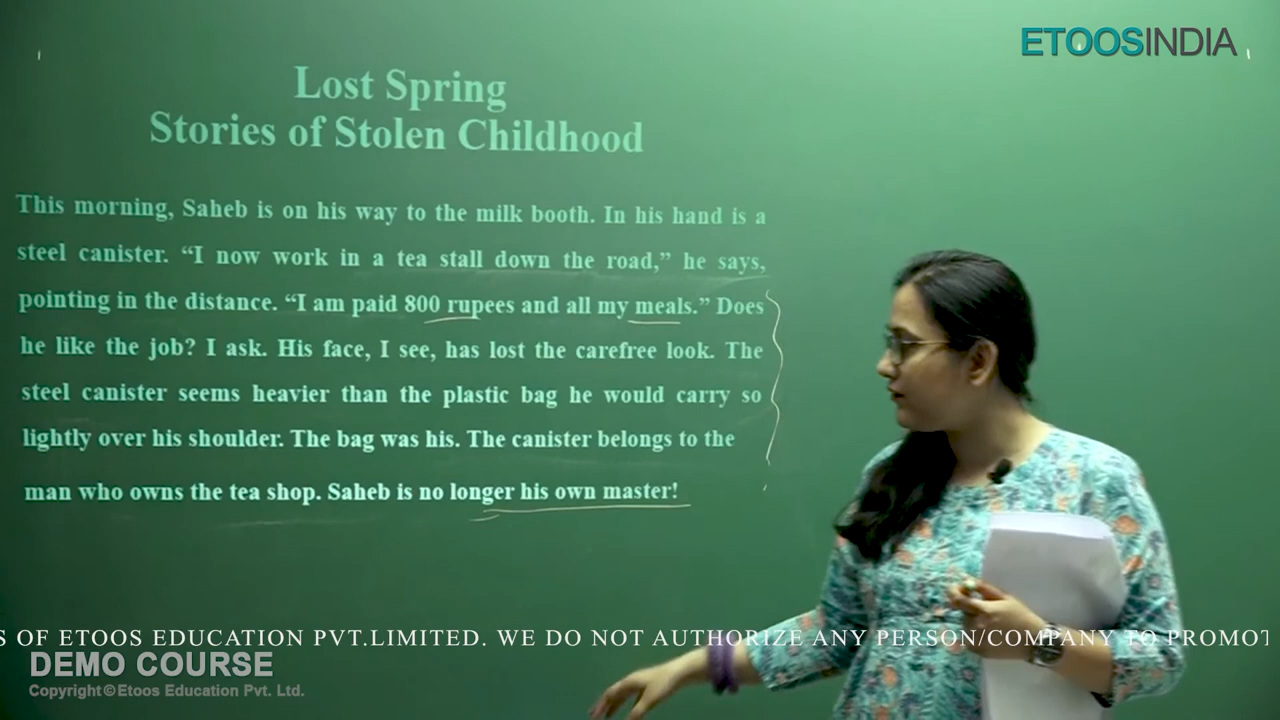 ETOOSINDIA
Lost Spring
Stories of Stolen Childhood
This morning, Saheb is on his way to the milk booth. In his hand is a
steel canister. “I now work in a tea stall down the road,” he says,
pointing in the distance. “I am paid 800 rupees and all my meals.” Does
he like the job? I ask. His face, I see, has lost the carefree look. The
steel canister seems heavier than the plastic bag he would carry so
lightly over his shoulder. The bag was his. The canister belongs to the
man who owns the tea shop. Saheb is no longer his own master!
S OF ETOOS EDUCATION PVT.LIMITED. WE DO NOT AUTHORIZE ANY PERSON/COMPANY TO PROMOT
DEMO COURSE
Copyright © Etoos Education Pvt. Ltd.